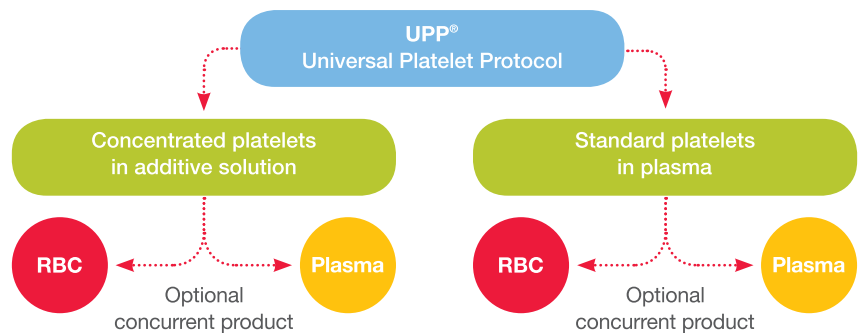 UPP®
Universal Platelet Protocol
Concentrated platelets
in additive solution
Standard platelets
in plasma
RBC
Plasma
Optional
concurrent product
RBC
Plasma
Optional
concurrent product